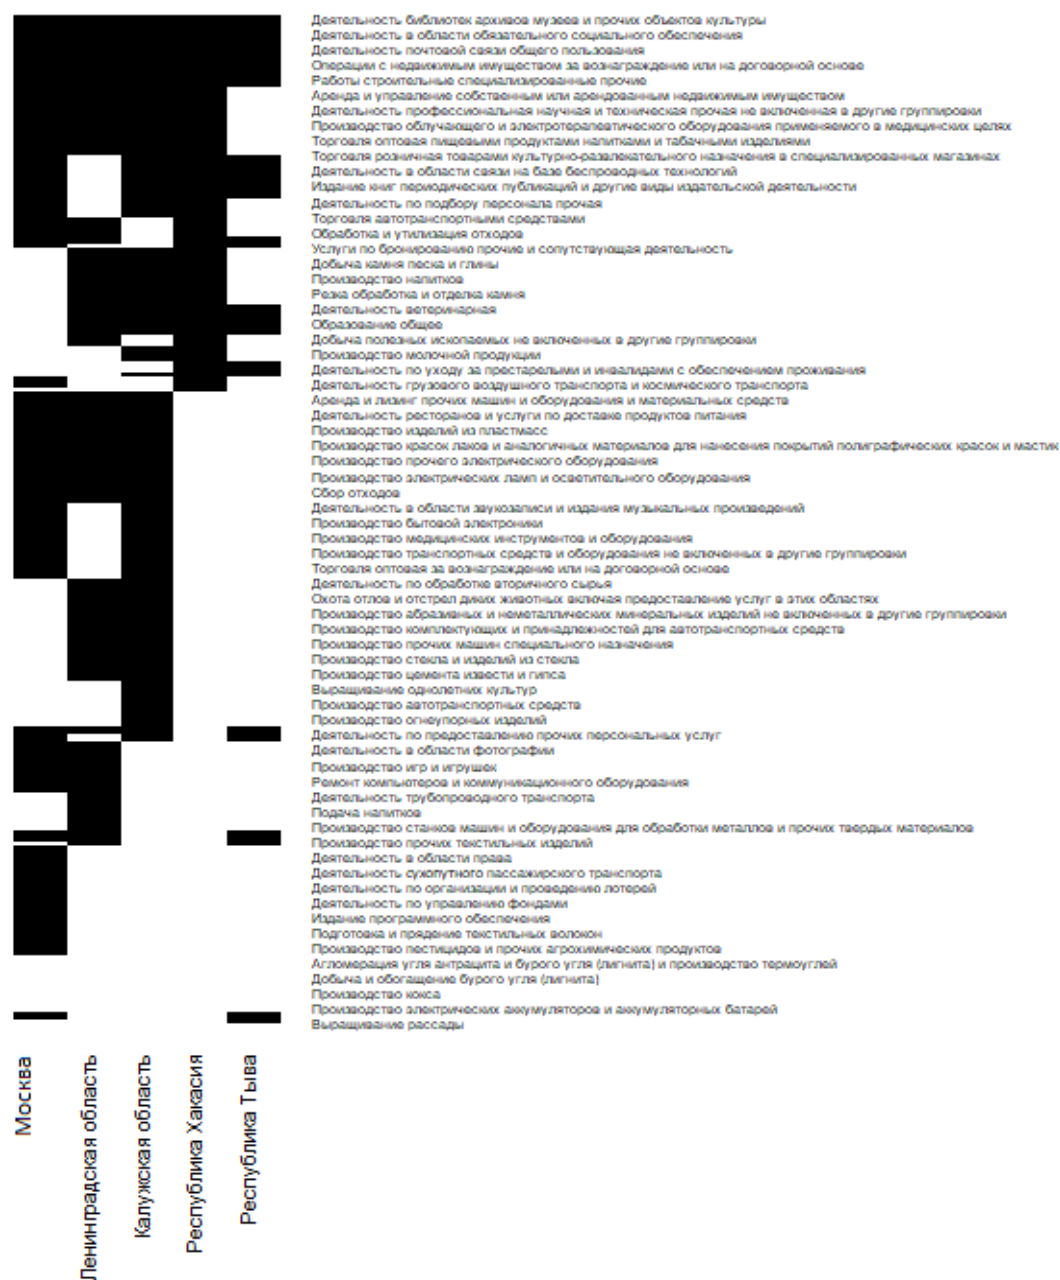 Деятельность библиотек архивов музеев и прочих объектов культуры
Деятельность в области обязательного социального обеспечения
Деятельность почтовой связи общего пользования
Операции с недвижимым имуществом за вознаграждение или на договорной основе
Работы строительные специализированные прочие
Аренда и управление собственным или арендованным недвижимым имуществом
Деятельность профессиональная научная и техническая прочая не включенная в другие группировки
Производство облучающего и электротерапевтического оборудования применяемого в медицинских целях
Торговля оптовая пищевыми продуктами напитками и табачными изделиями
Торговля розничная товарами культурно-развлекательного назначения в специализированных магазинах
Деятельность в области связи на базе беспроводных технологий
Издание книг периодических публикаций и другие виды издательской деятельности
Деятельность по подбору персонала прочая
Торговля автотранспортными средствами
Обработка и утилизация отходов
Услуги по бронированию прочие и сопутствующая деятельность
Добыча камня песка и глины
Производство напитков
Резка обработка и отделка камня
Деятельность ветеринарная
Образование общее
Добыча полезных ископаемых не включенных в другие группировки
Производство молочной продукции
Деятельность по уходу за престарелыми и инвалидами с обеспечением проживания
Деятельность грузового воздушного транспорта и космического транспорта
Аренда и лизинг прочих машин и оборудования и материальных средств
Деятельность ресторанов и услуги по доставке продуктов питания
Производство изделий из пластмасс
Производство красок лаков и аналогичных материалов для нанесения покрытий полиграфических красок и мастик
Производство прочего электрического оборудования
Производство электрических ламп и осветительного оборудования
Сбор отходов
Деятельность в области звукозаписи и издания музыкальных произведений
Производство бытовой электроники
Производство медицинских инструментов и оборудования
Производство транспортных средств и оборудования не включенных в другие группировки
Торговля оптовая за вознаграждение или на договорной основе
Деятельность по обработке вторичного сырья
Охота отлов и отстрел диких животных включая предоставление услуг в этих областях
Производство абразивных и неметаллических минеральных изделий не включенных в другие группировки
Производство комплектующих и принадлежностей для автотранспортных средств
Производство прочих машин специального назначения
Производство стекла и изделий из стекла
Производство цемента извести и гипса
Выращивание однолетних культур
Производство автотранспортных средств
Производство огнеупорных изделий
Деятельность по предоставлению прочих персональных услуг
Деятельность в области фотографии
Производство игр и игрушек
Ремонт компьютеров и коммуникационного оборудования
Деятельность трубопроводного транспорта
Подача напитков
Производство станков машин и оборудования для обработки металлов и прочих твердых материалов
Производство прочих текстильных изделий
Деятельность в области права
Деятельность сухопутного пассажирского транспорта
Деятельность по организации и проведению лотерей
Деятельность по управлению фондами
Издание программного обеспечения
Подготовка и прядение текстильных волокон
Производство пестицидов и прочих агрохимических продуктов
Агломерация угля антрацита и бурого угля (лигнита) и производство термоуглей
Добыча и обогащение бурого угля (лигнита)
Производство кокса
Производство электрических аккумуляторов и аккумуляторных батарей
Выращивание рассады
Москва
Ленинградская область
Калужская область
Республика Хакасия
Республика Тыва